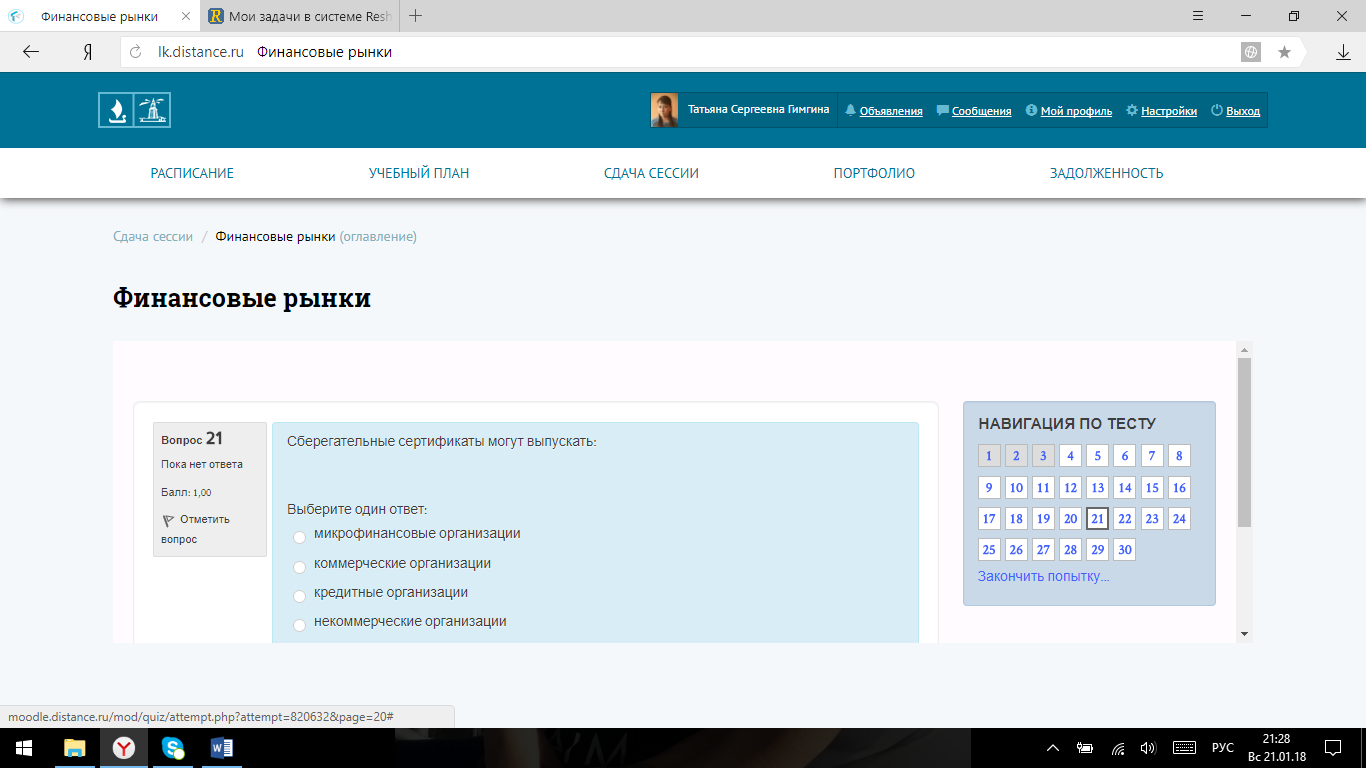 Финансовые рынки
Мои задачи в системе Resh
lk.distance.ru Финансовые рынки
Татьяна Сергеевна Гимгина Объявления Сообщения Мой профиль Настройки Выход
РАСПИСАНИЕ УЧЕБНЫЙ ПЛАН СДАЧА СЕССИИ ПОРТФОЛИО ЗАДОЛЖЕННОСТЬ
Сдача сессии / Финансовые рынки (оглавление)
Финансовые рынки
Вопрос 21
Пока нет ответа
Балл: 1,00
Отметить
вопрос
Сберегательные сертификаты могут выпускать:
Выберите один ответ:
микрофинансовые организации
коммерческие организации
кредитные организации
некоммерческие организации
НАВИГАЦИЯ ПО ТЕСТУ
1 2 3 4 5 6 7 8
9 10 11 12 13 14 15 16
17 18 19 20 21 22 23 24
25 26 27 28 29 30
Закончить попытку...
moodle.distance.ru/mod/quiz/attempt.php?attempt=820632&page=20#
РУС
21:28
Вс 21.01.18